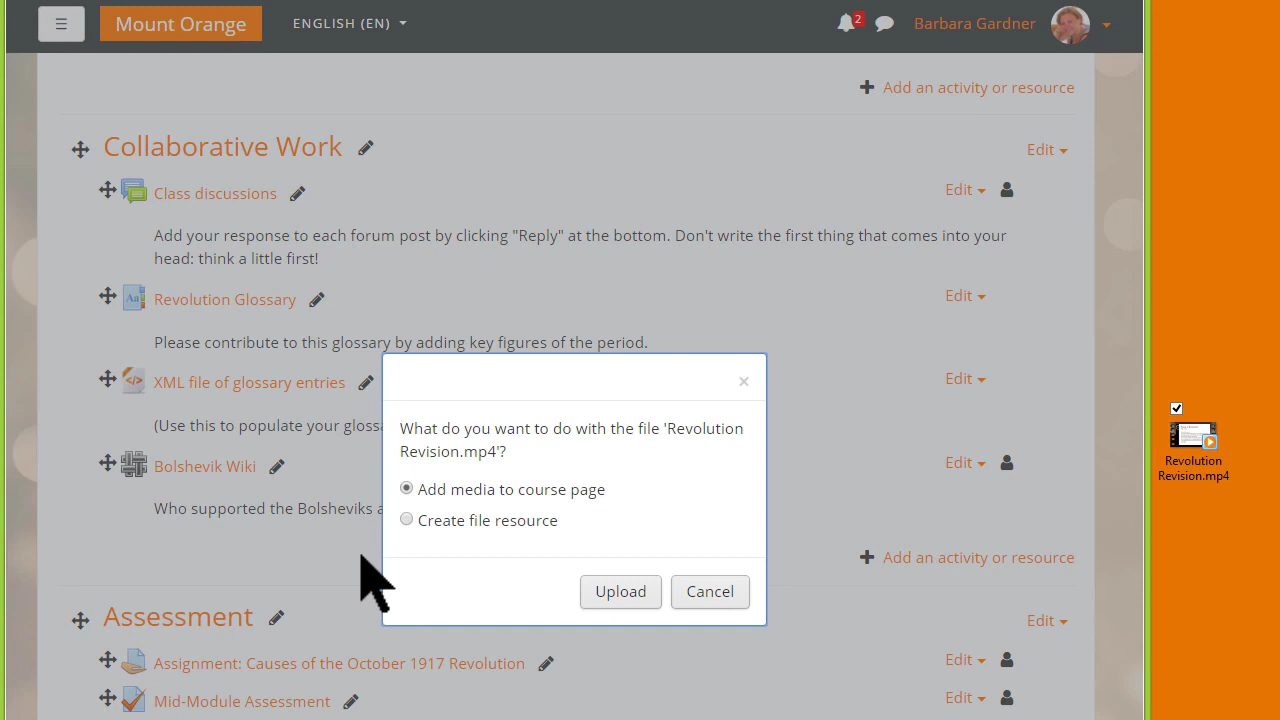 Mount Orange
ENGLISH (EN)
2
Barbara Gardner
Add an activity or resource
Collaborative Work
Edit
Class discussions
Edit
Add your response to each forum post by clicking "Reply" at the bottom. Don't write the first thing that comes into your
head: think a little first!
Revolution Glossary
Edit
Please contribute to this glossary by adding key figures of the period.
XML file of glossary entries
Edit
(Use this to populate your glossa
Bolshevik Wiki
Edit
Who supported the Bolsheviks a
What do you want to do with the file 'Revolution
Revision.mp4'?
Add media to course page
Create file resource
Upload
Cancel
Add an activity or resource
Assessment
Edit
Assignment: Causes of the October 1917 Revolution
Edit
Mid-Module Assessment
Edit
Revolution
Revision.mp4